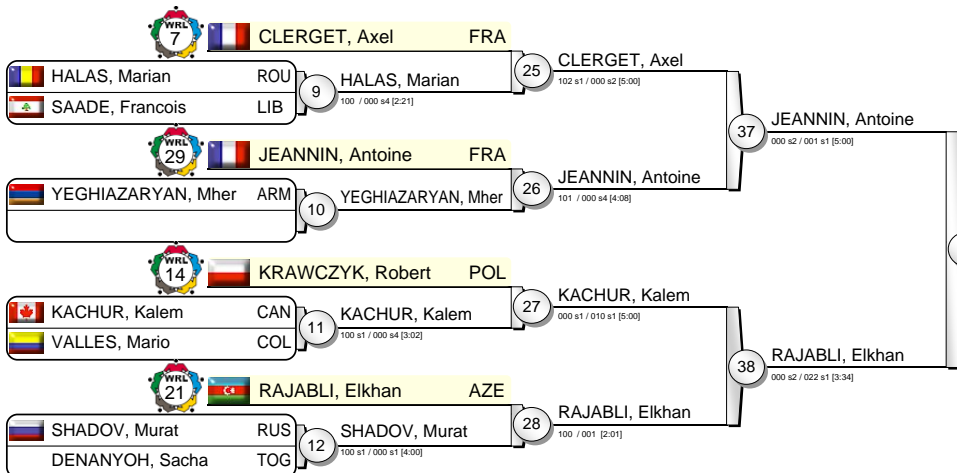 WRL
7
CLERGET, Axel FRA
HALAS, Marian ROU
SAADE, Francois LIB
9
HALAS, Marian
100 / 000 s4 [2:21]
25
CLERGET, Axel
102 s1 / 000 s2 [5:00]
WRL
29
JEANNIN, Antoine FRA
YEGHIAZARYAN, Mher ARM
10
YEGHIAZARYAN, Mher
26
JEANNIN, Antoine
101 / 000 s4 [4:08]
37
JEANNIN, Antoine
000 s2 / 001 s1 [5:00]
WRL
14
KRAWCZYK, Robert POL
KACHUR, Kalem CAN
VALLES, Mario COL
11
KACHUR, Kalem
100 s1 / 000 s4 [3:02]
27
KACHUR, Kalem
000 s1 / 010 s1 [5:00]
WRL
21
RAJABLI, Elkhan AZE
SHADOV, Murat RUS
DENANYOH, Sacha TOG
12
SHADOV, Murat
100 s1 / 000 s1 [4:00]
28
RAJABLI, Elkhan
100 / 001 [2:01]
38
RAJABLI, Elkhan
000 s2 / 022 s1 [3:34]